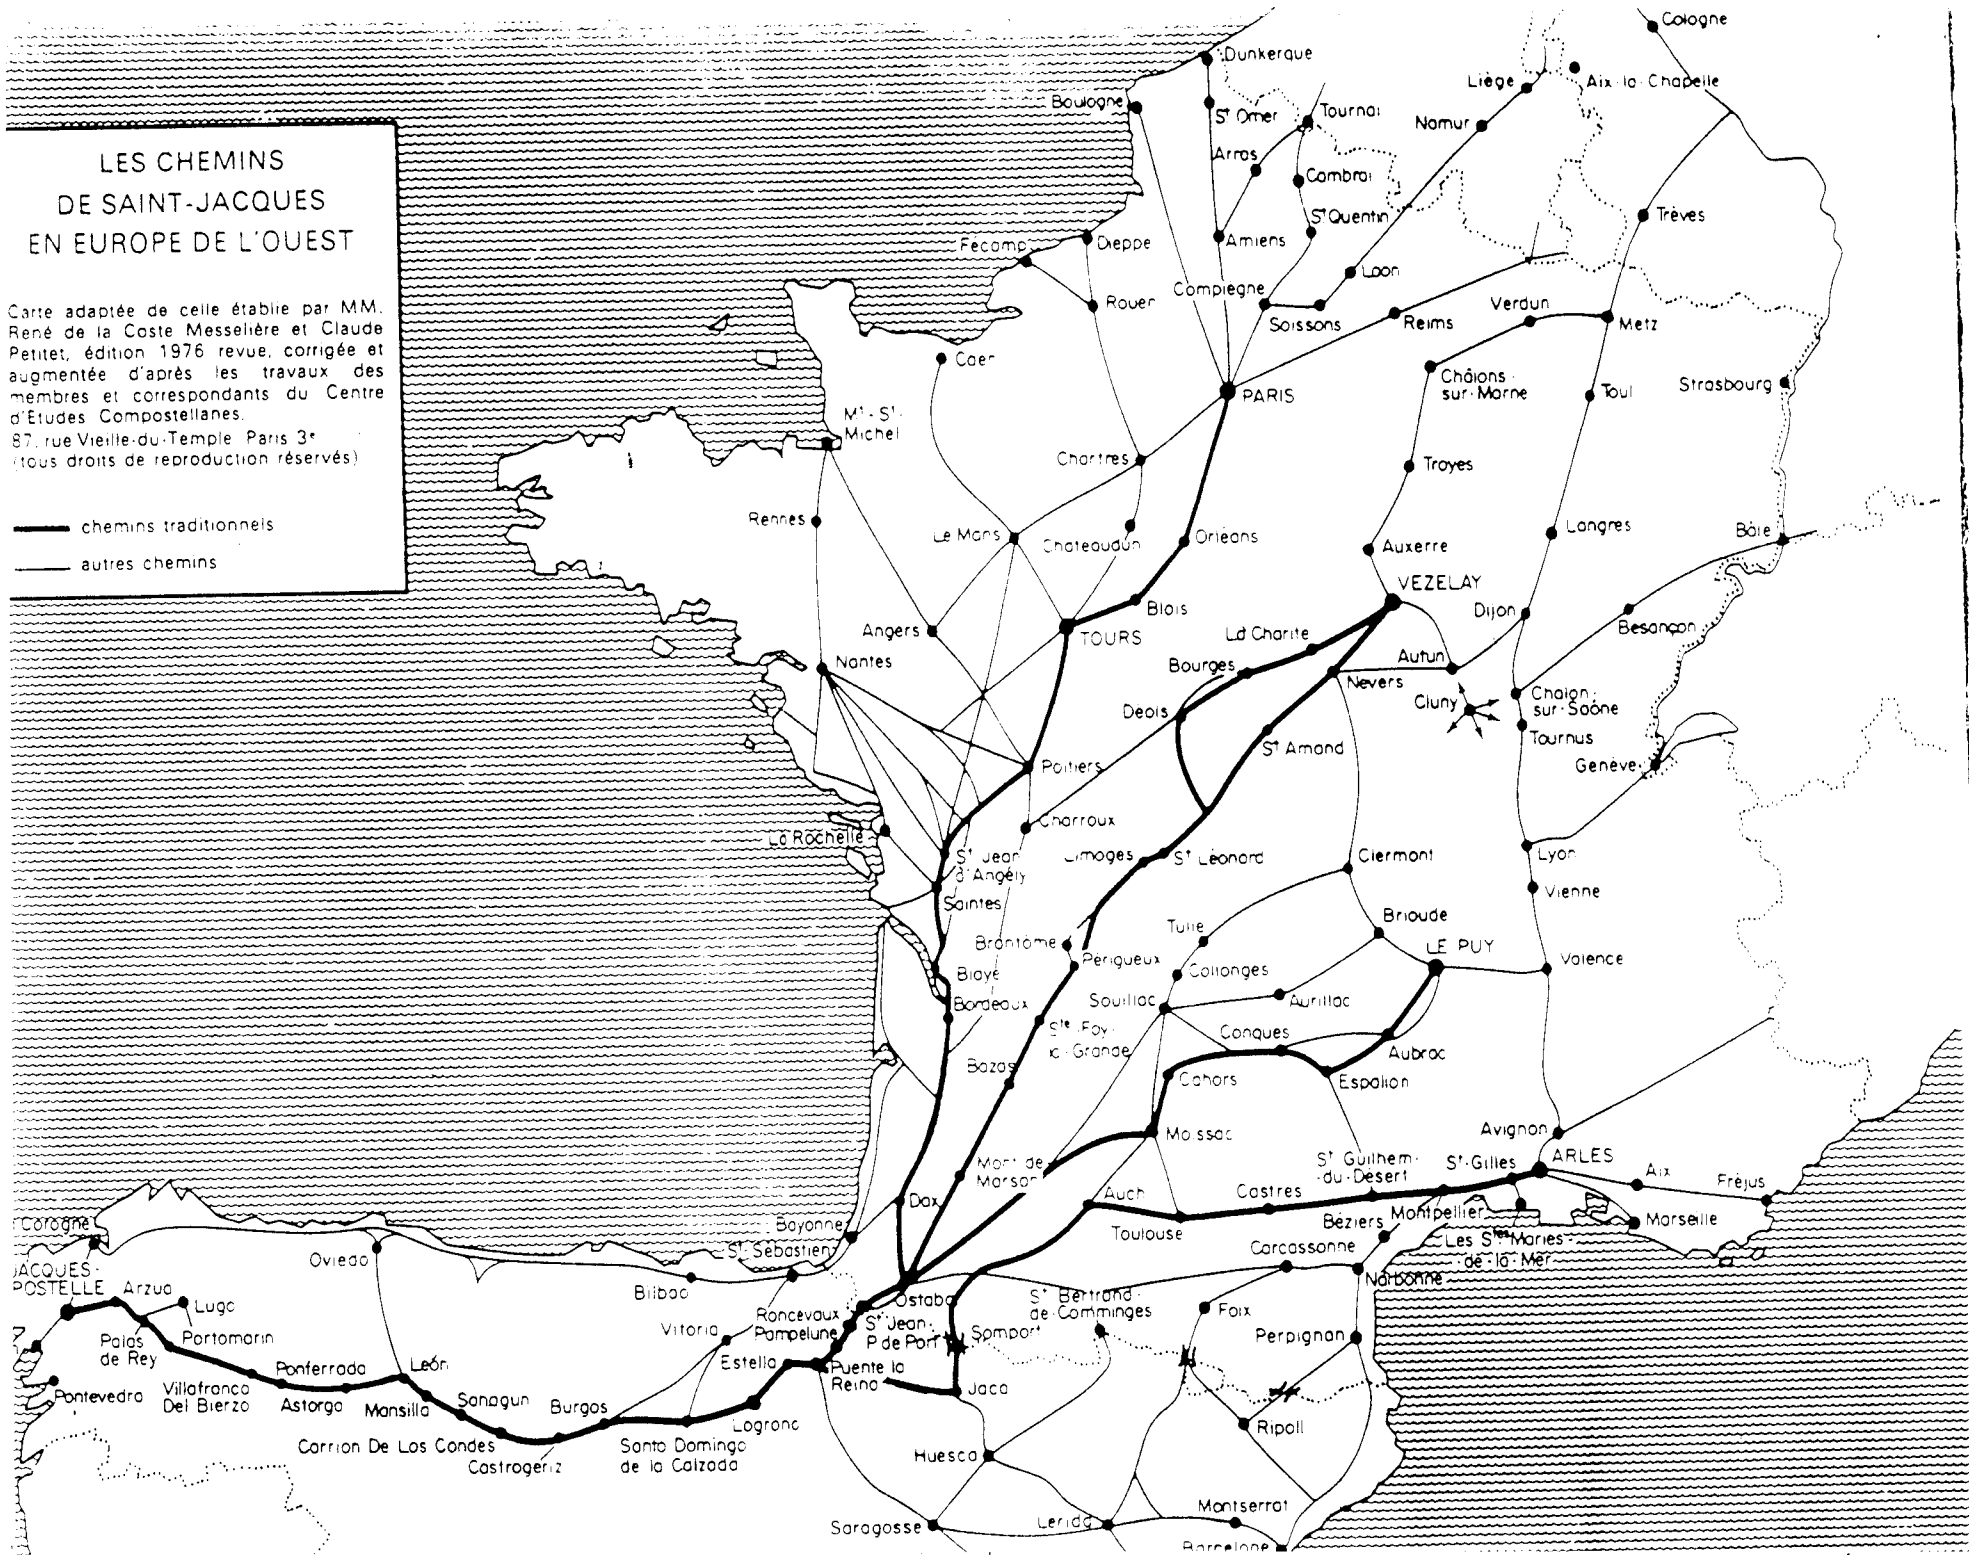 LES CHEMINS
DE SAINT-JACQUES
EN EUROPE DE L'OUEST
Carte adaptée de celle établie par MM.
René de la Coste Messelière et Claude
Petitet, édition 1976 revue, corrigée et
augmentée d'après les travaux des
membres et correspondants du Centre
d'Etudes Compostellanes.
87, rue Vieille-du-Temple Paris 3e
(tous droits de reproduction réservés)
chemins traditionnels
autres chemins
Cologne
Dunkerque
Liège
Aix-la-Chapelle
Boulogne
St Omer
Tournai
Namur
Arras
Cambrai
St Quentin
Trèves
Fécamp
Dieppe
Amiens
Laon
Compiegne
Rouen
Soissons
Reims
Verdun
Metz
Caen
PARIS
Châlons-
sur-Marne
Toul
Strasbourg
Mt-St-
Michel
Chartres
Troyes
Rennes
Le Mans
Chateaudun
Orléans
Auxerre
Langres
Bâle
VEZELAY
Blois
Dijon
Besançon
Angers
TOURS
La Charite
Nantes
Bourges
Autun
Nevers
Deols
Cluny
Chalon-
sur-Saône
St Amand
Tournus
Poitiers
Genève
Charroux
La Rochelle
St Jean
d'Angély
Limoges
St Léonard
Clermont
Lyon
Vienne
Saintes
Brantôme
Tulle
Brioude
LE PUY
Blaye
Périgueux
Collonges
Valence
Bordeaux
Souillac
Aurillac
Ste Foy-
la-Grande
Conques
Aubrac
Bazas
Cahors
Espalion
Moissac
Avignon
Mont de
Marsan
St Guilhem-
du-Désert
St-Gilles
ARLES
Aix
Fréjus
Dax
Auch
Castres
Toulouse
Béziers
Montpellier
Marseille
Corogne
Bayonne
St Sébastien
Carcassonne
Les Stes Maries-
de-la-Mer
Oviedo
Narbonne
JACQUES-
POSTELLE
Arzua
Lugo
Bilbao
Ostabat
St Bertrand-
de-Comminges
Foix
Roncevaux
Pampelune
St Jean-
P de Port
Somport
Vitoria
Perpignan
Palas
de Rey
Portomarin
Estella
Puente la
Reina
Jaca
Ponferrada
León
Pontevedra
Villafranca
Del Bierzo
Astorga
Mansilla
Sahagun
Burgos
Logrono
Ripoll
Carrion De Los Condes
Castrogeriz
Santo Domingo
de la Calzada
Huesca
Montserrat
Saragosse
Lerida
Barcelone